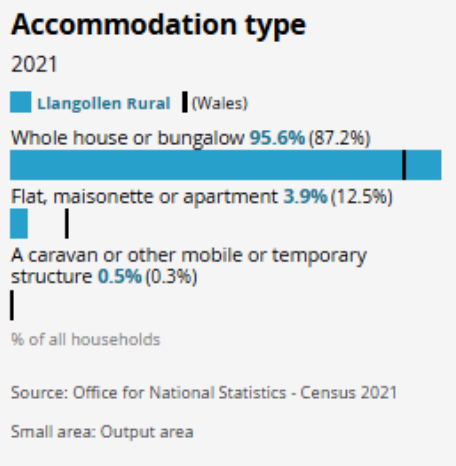 Accommodation type
2021
Llangollen Rural (Wales)
Whole house or bungalow 95.6% (87.2%)
Flat, maisonette or apartment 3.9% (12.5%)
A caravan or other mobile or temporary
structure 0.5% (0.3%)
% of all households
Source: Office for National Statistics - Census 2021
Small area: Output area